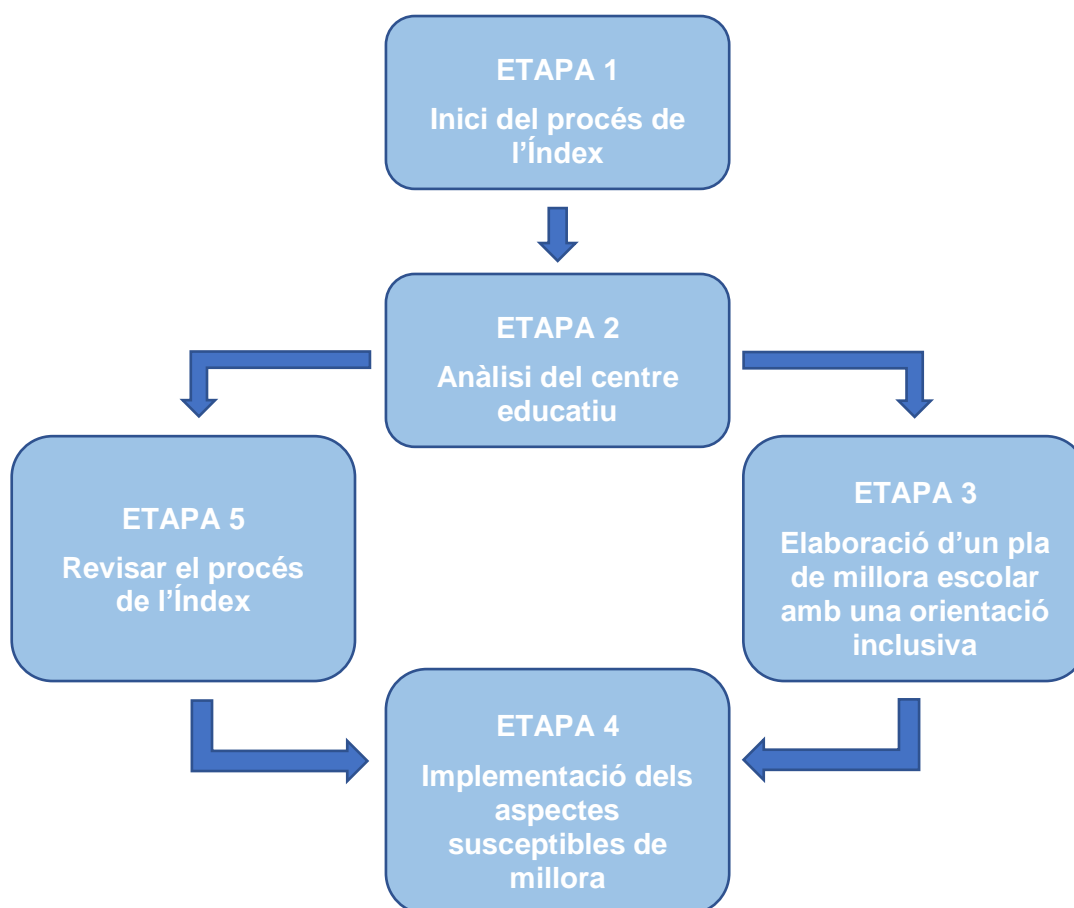 ETAPA 1
Inici del procés de
l’Índex
ETAPA 2
Anàlisi del centre
educatiu
ETAPA 5
Revisar el procés
de l’Índex
ETAPA 3
Elaboració d’un pla
de millora escolar
amb una orientació
inclusiva
ETAPA 4
Implementació dels
aspectes
susceptibles de
millora